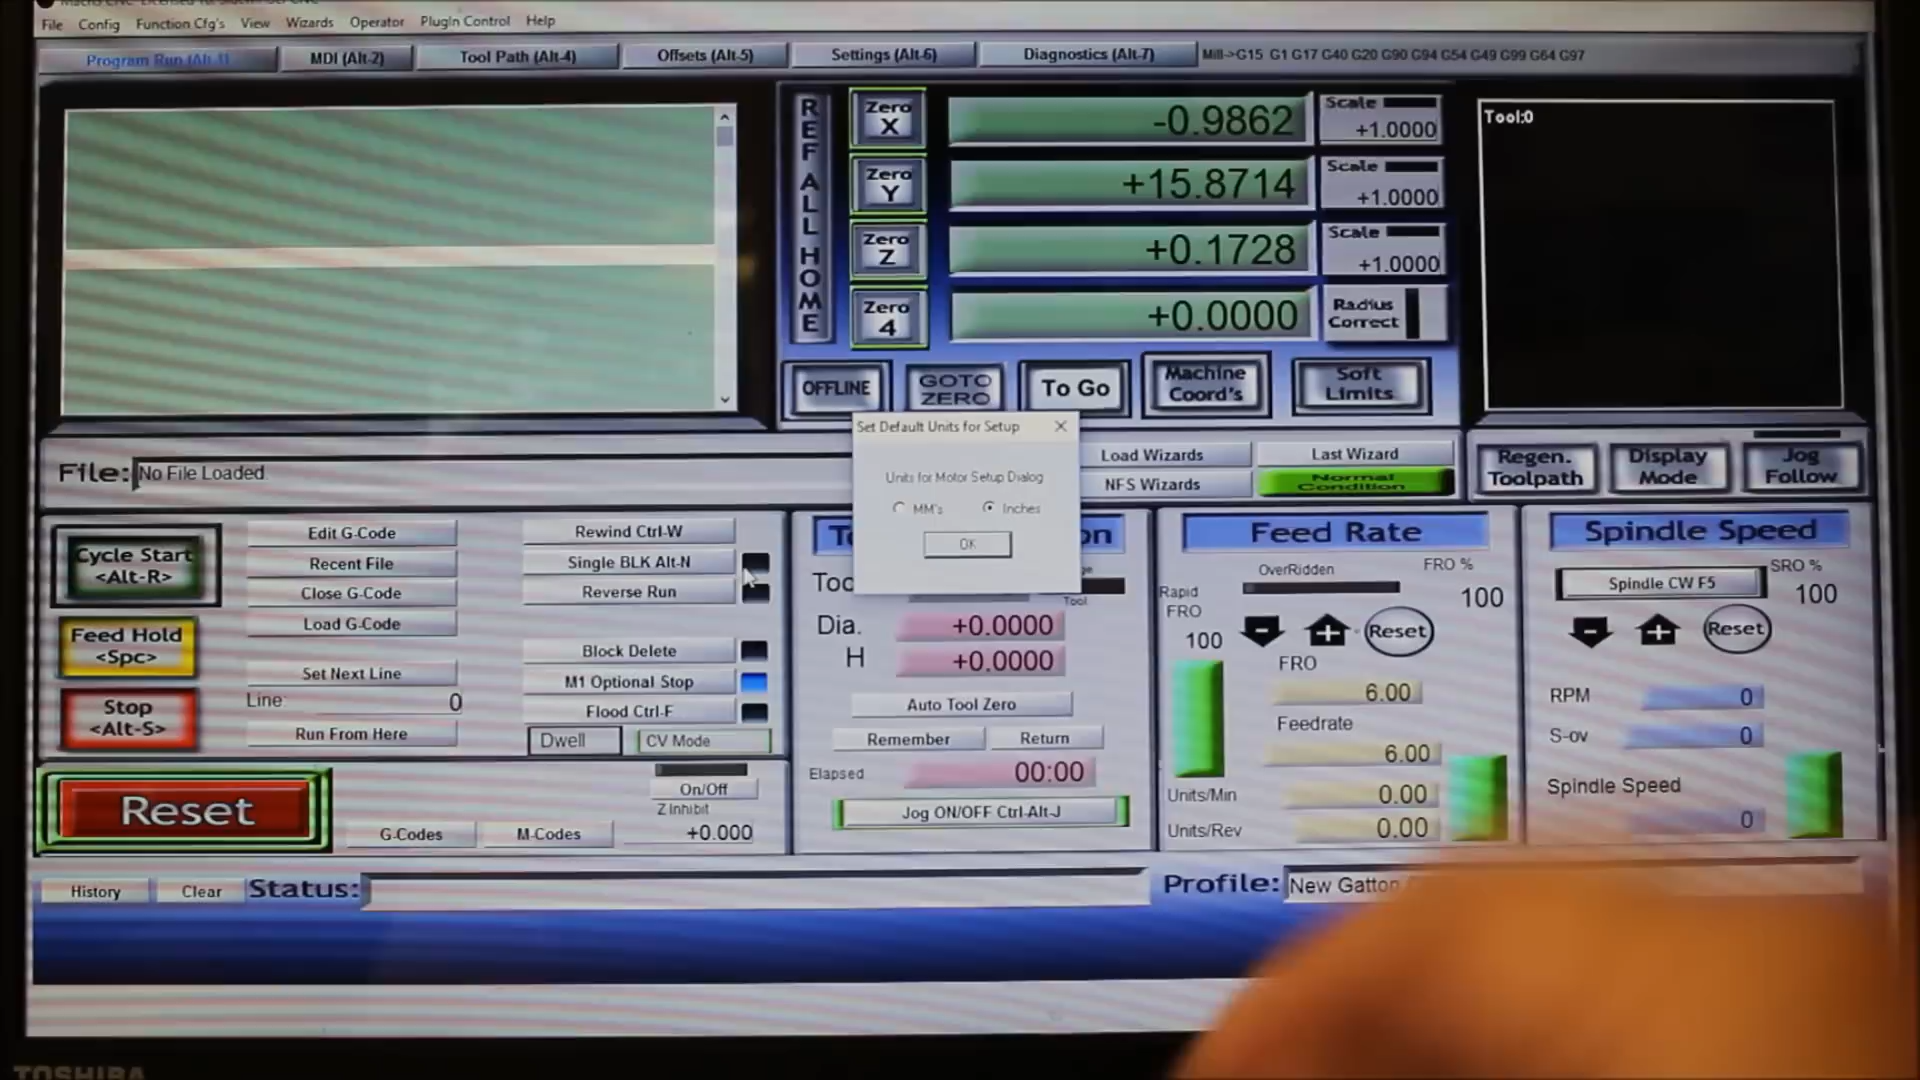 File Config Function Cfg's View Wizards Operator PlugIn Control Help
Program Run (Alt-1) MDI (Alt-2) Tool Path (Alt-4) Offsets (Alt-5) Settings (Alt-6) Diagnostics (Alt-7) Mill->G15 G1 G17 G40 G20 G90 G94 G54 G49 G99 G64 G97
REF ALL HOME
Zero X -0.9862 Scale +1.0000
Zero Y +15.8714 Scale +1.0000
Zero Z +0.1728 Scale +1.0000
Zero 4 +0.0000 Radius Correct
Tool:0
OFFLINE GOTO ZERO To Go Machine Coord's Soft Limits
File: No File Loaded.
Set Default Units for Setup
Units for Motor Setup Dialog
MM's Inches
OK
Load Wizards Last Wizard
NFS Wizards Normal Condition
Regen. Toolpath Display Mode Jog Follow
Cycle Start <Alt-R>
Feed Hold <Spc>
Stop <Alt-S>
Edit G-Code
Recent File
Close G-Code
Load G-Code
Set Next Line
Line: 0
Run From Here
Rewind Ctrl-W
Single BLK Alt-N
Reverse Run
Block Delete
M1 Optional Stop
Flood Ctrl-F
Dwell CV Mode
Reset
G-Codes M-Codes
On/Off
Z Inhibit
+0.000
Tool
Dia. +0.0000
H +0.0000
Auto Tool Zero
Remember Return
Elapsed 00:00
Jog ON/OFF Ctrl-Alt-J
Feed Rate
OverRidden FRO %
100
Rapid FRO
100
Reset
FRO 6.00
Feedrate
6.00
Units/Min 0.00
Units/Rev 0.00
Spindle Speed
Spindle CW F5 SRO %
100
Reset
RPM 0
S-ov 0
Spindle Speed
0
History Clear Status:
Profile: New Gatton
TOSHIBA